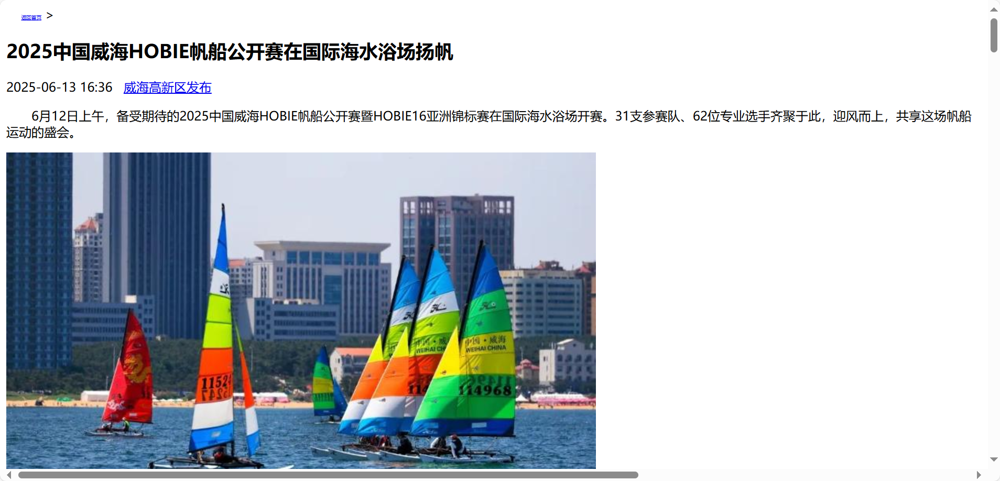 返回首页 >
2025中国威海HOBIE帆船公开赛在国际海水浴场扬帆
2025-06-13 16:36 威海高新区发布
6月12日上午，备受期待的2025中国威海HOBIE帆船公开赛暨HOBIE16亚洲锦标赛在国际海水浴场开赛。31支参赛队、62位专业选手齐聚于此，迎风而上，共享这场帆船
运动的盛会。
中国·威
WEIHAI CH
中国·威海
WEIHAI CHINA
11524
114
114968